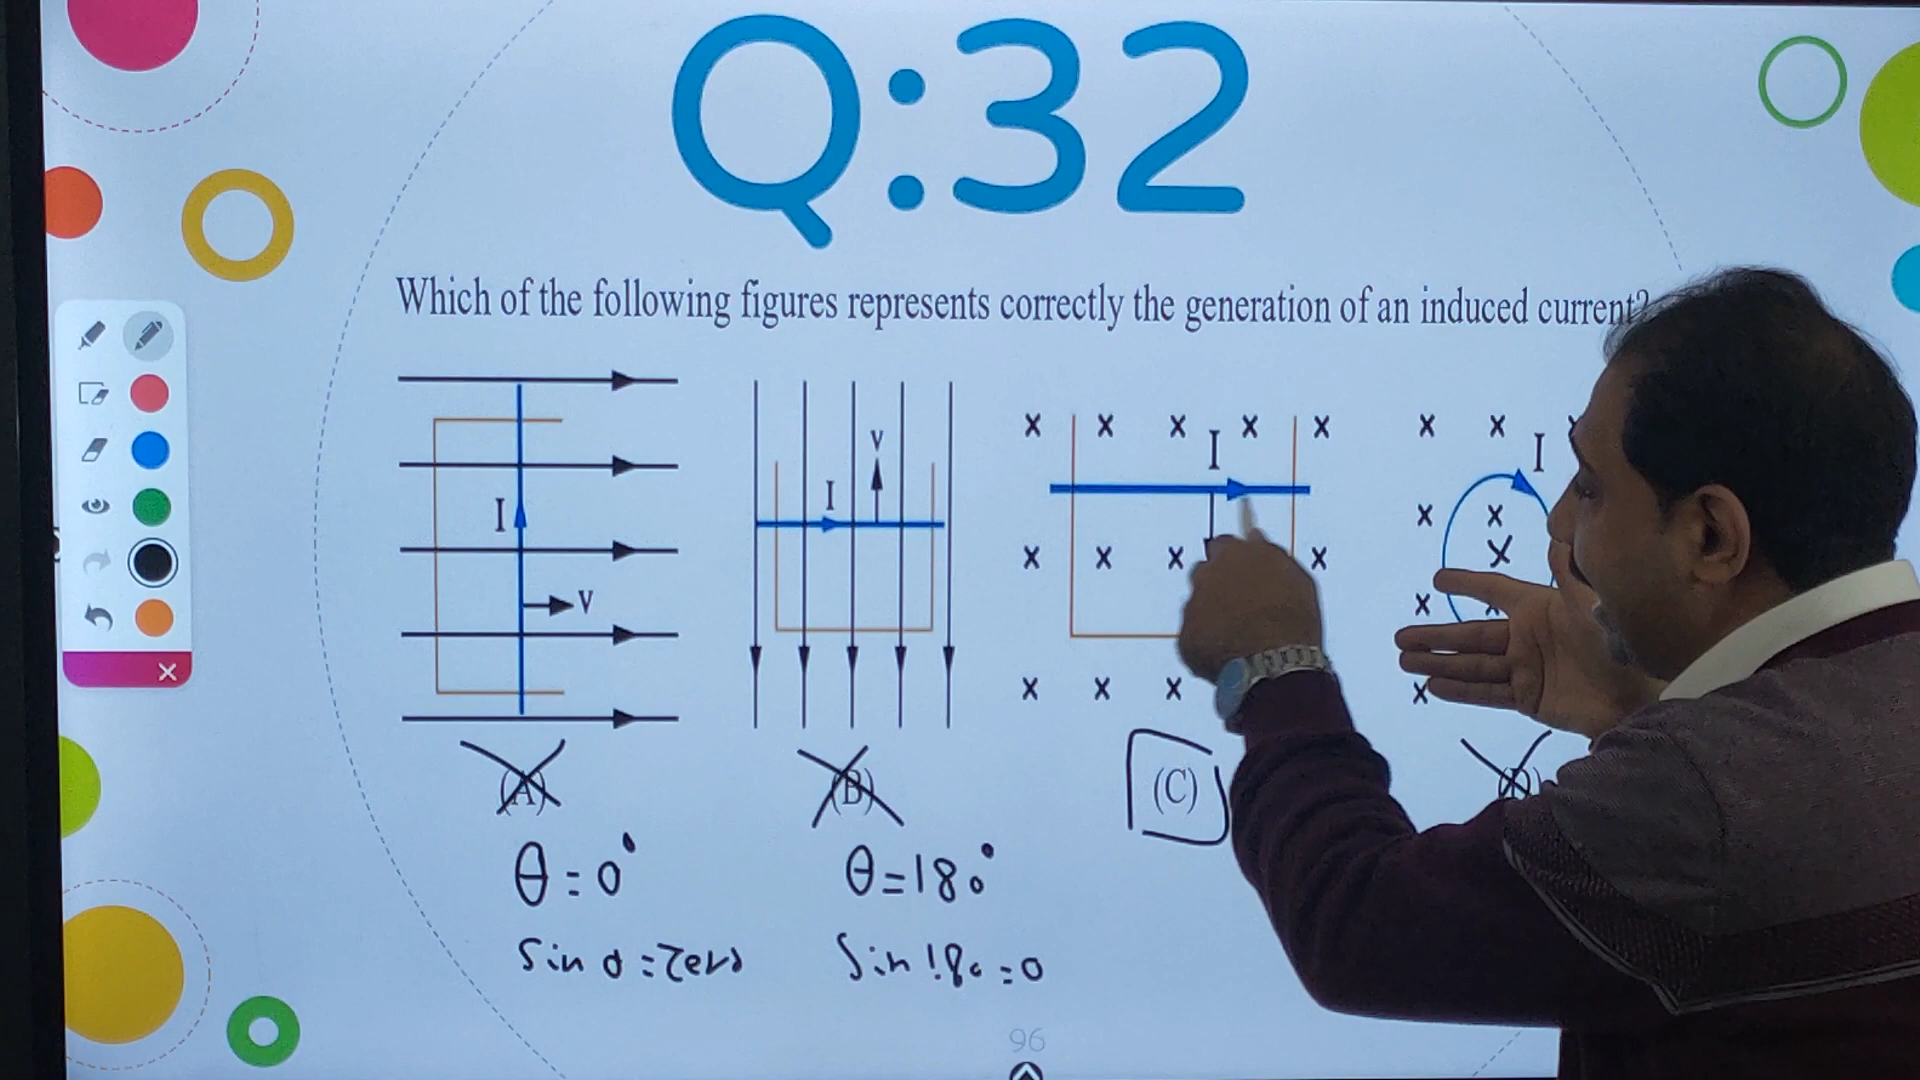 Q:32
Which of the following figures represents correctly the generation of an induced current?
I
V
I
V
x x x x x
I
x x x x
x x x
x x
I
x x
x
x
x
(A)
(B)
(C)
(D)
θ = 0°
θ = 180°
Sin 0 = Zero
Sin 180 = 0
96